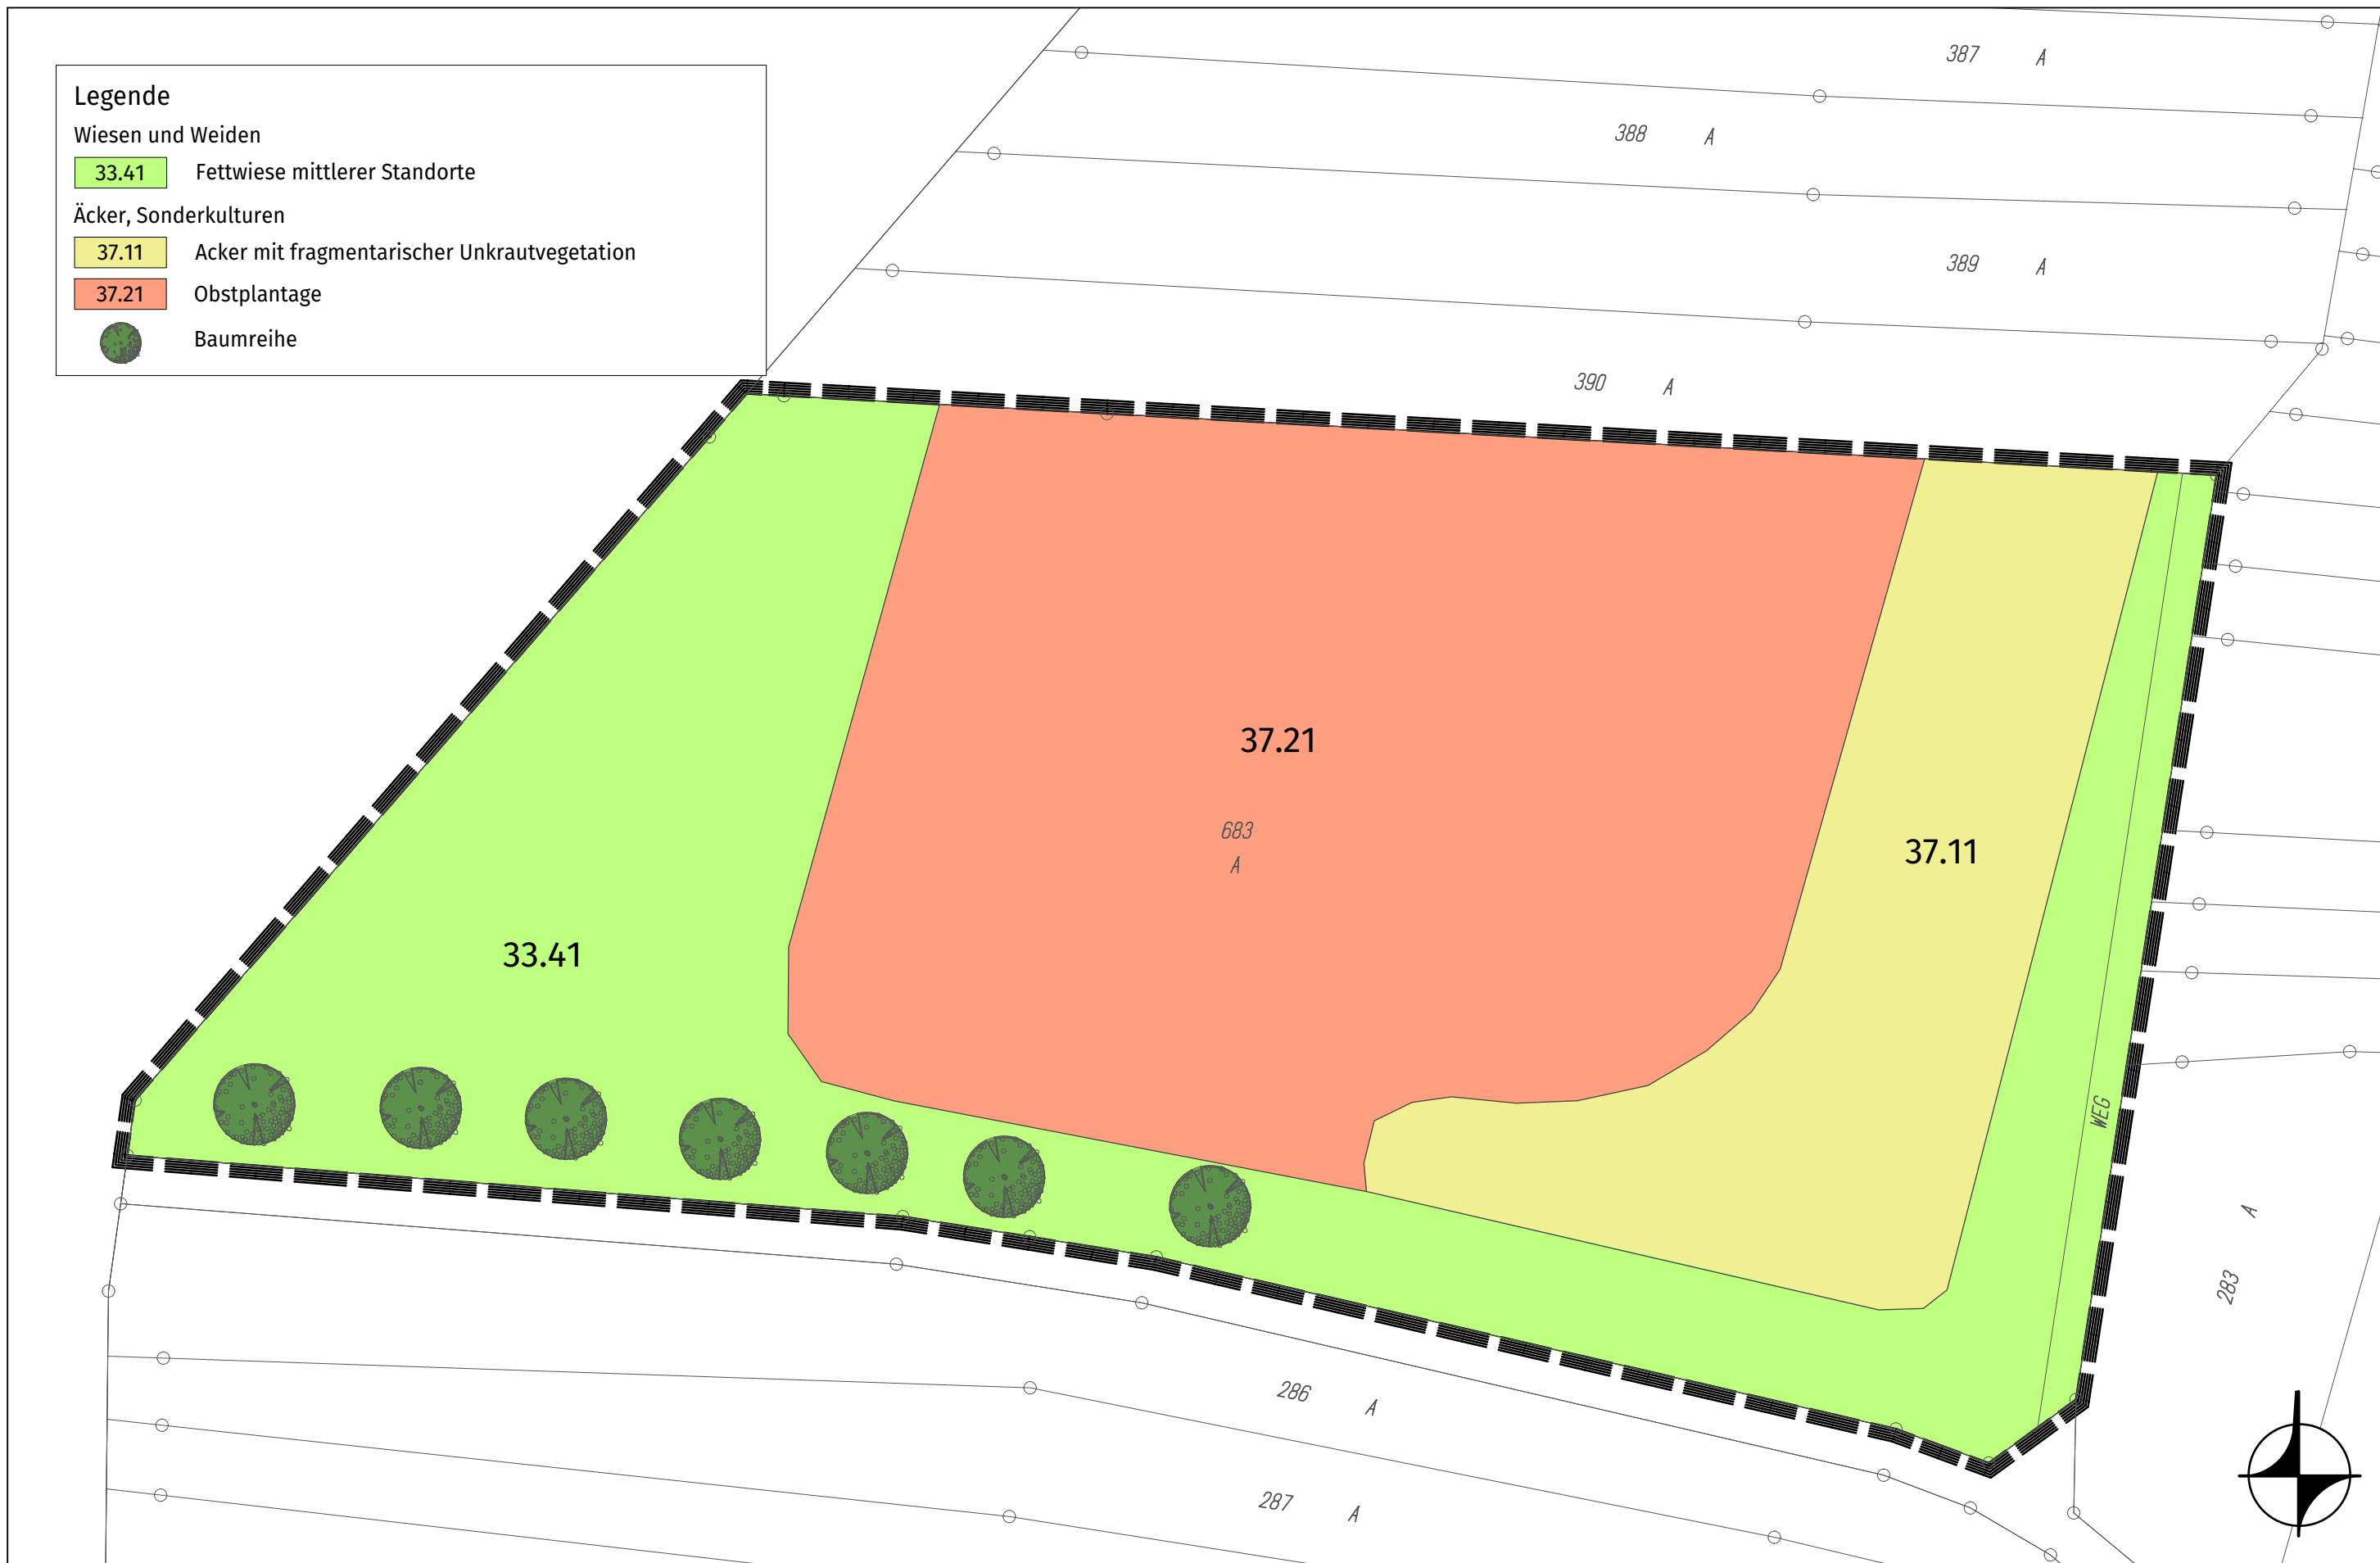 Legende
Wiesen und Weiden
33.41 Fettwiese mittlerer Standorte
Äcker, Sonderkulturen
37.11 Acker mit fragmentarischer Unkrautvegetation
37.21 Obstplantage
Baumreihe
387 A
388 A
389 A
390 A
37.21
683
A
37.11
33.41
WEG
283 A
286 A
287 A